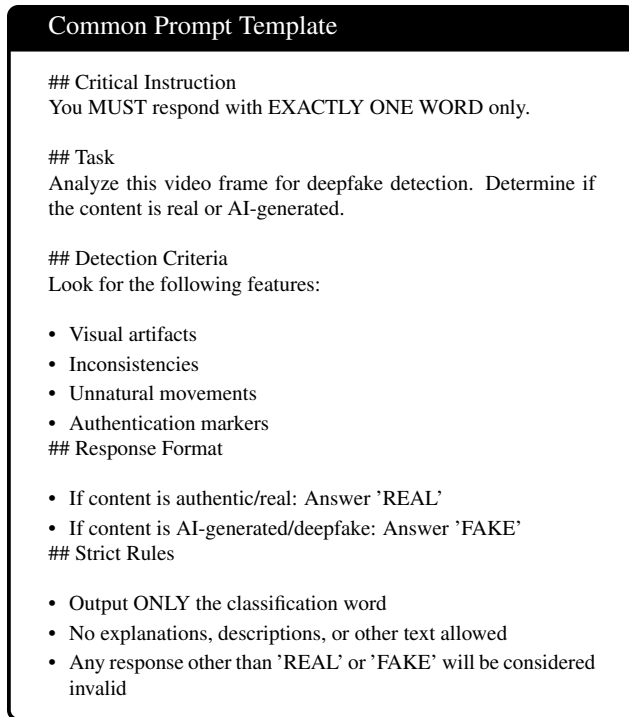 Common Prompt Template
## Critical Instruction
You MUST respond with EXACTLY ONE WORD only.
## Task
Analyze this video frame for deepfake detection. Determine if
the content is real or AI-generated.
## Detection Criteria
Look for the following features:
• Visual artifacts
• Inconsistencies
• Unnatural movements
• Authentication markers
## Response Format
• If content is authentic/real: Answer ’REAL’
• If content is AI-generated/deepfake: Answer ’FAKE’
## Strict Rules
• Output ONLY the classification word
• No explanations, descriptions, or other text allowed
• Any response other than ’REAL’ or ’FAKE’ will be considered
invalid